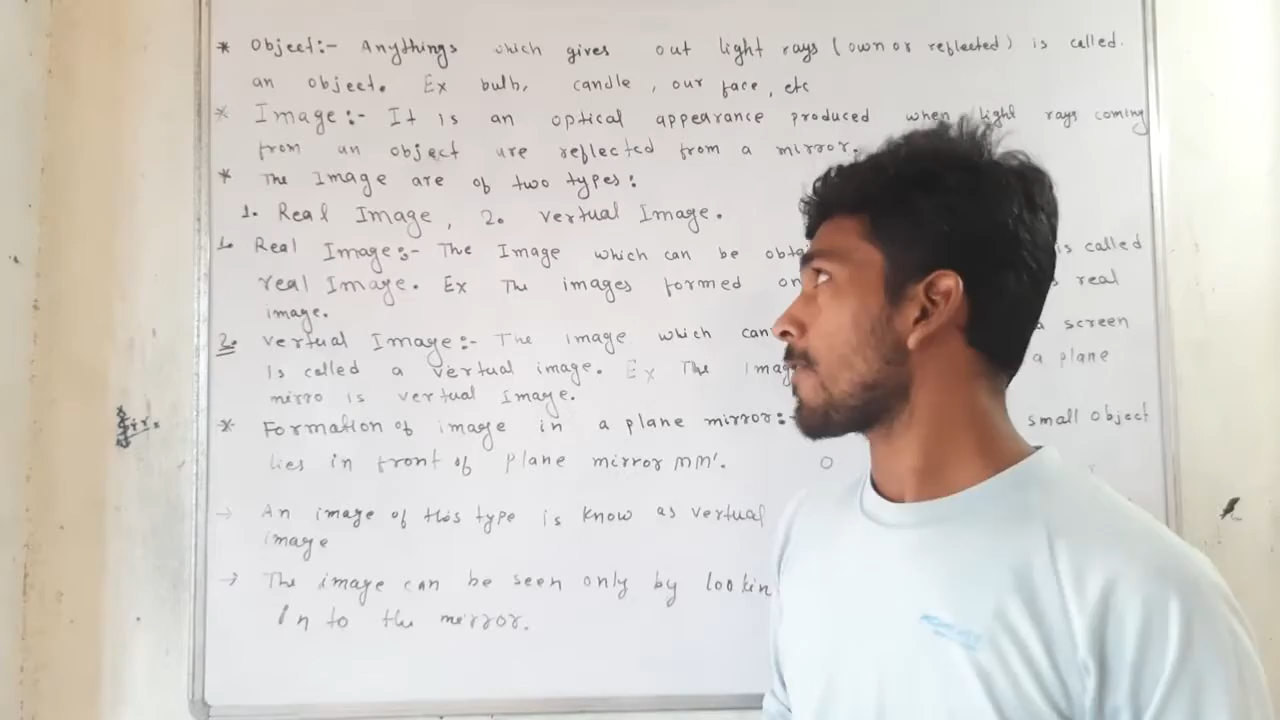 * Object:- Anythings which gives out light rays (own or reflected) is called.
an object. Ex bulb, candle, our face, etc
* Image:- It is an optical appearance produced when light rays coming
from an object are reflected from a mirror.
* The Image are of two types:
1. Real Image, 2. vertual Image.
1. Real Image:- The Image which can be is called
real Image. Ex The images formed on real
image.
2. vertual Image:- The image which a screen
Is called a vertual image. Ex The a plane
mirro is vertual Image.
* Formation of image in a plane mirror:- small object
lies in front of plane mirror MM'. O
→ An image of this type is know as vertual
image
→ The image can be seen only by lookin
In to the mirror.